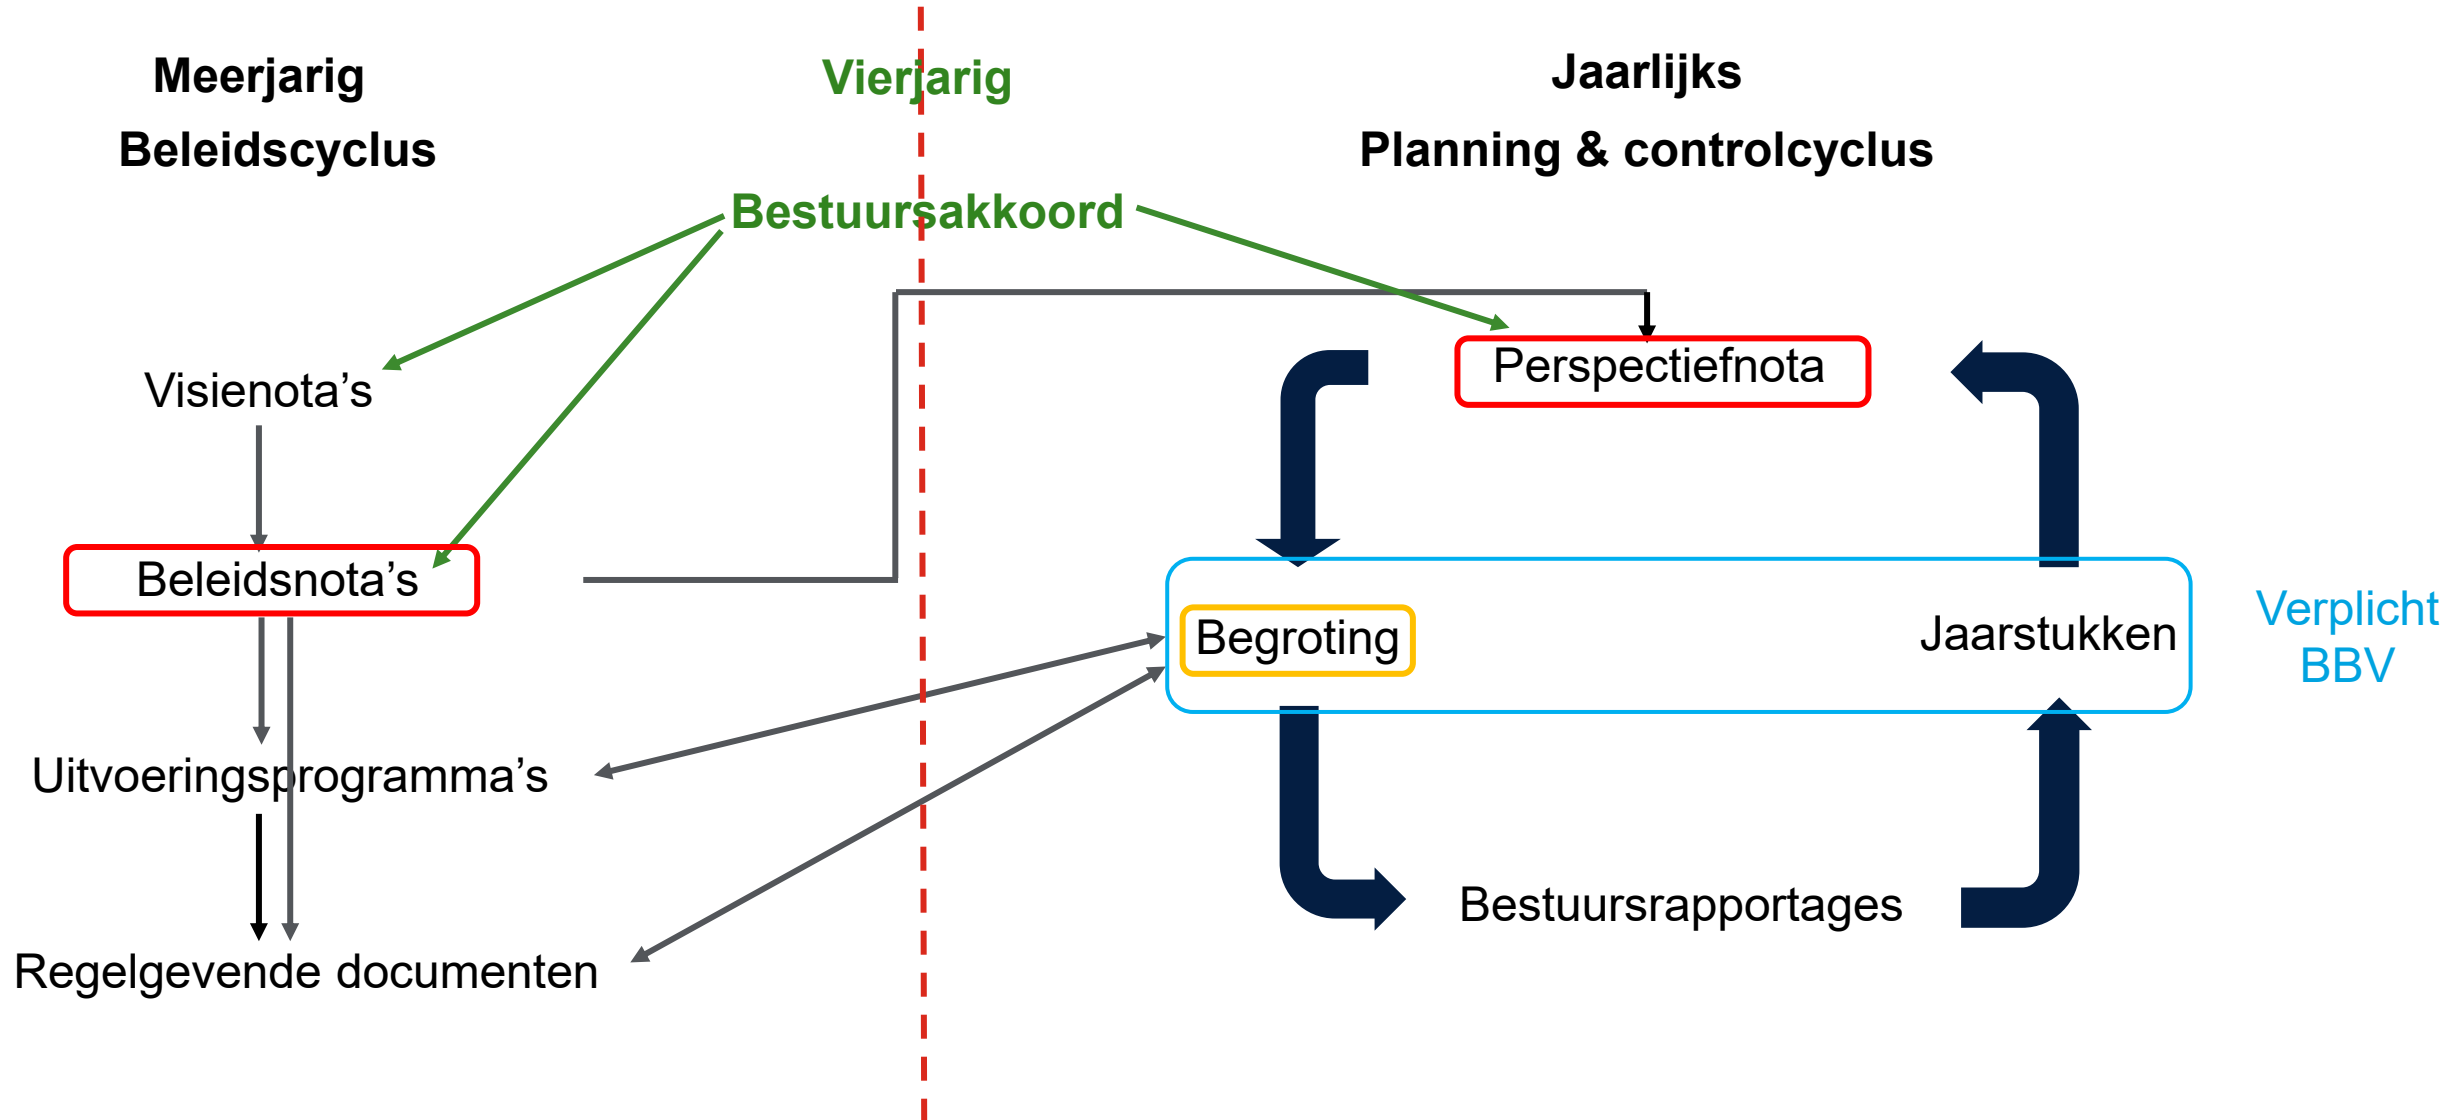 Meerjarig
Beleidscyclus
Vierjarig
Bestuursakkoord
Jaarlijks
Planning & controlcyclus
Visienota’s
Beleidsnota’s
Uitvoeringsprogramma’s
Regelgevende documenten
Perspectiefnota
Begroting
Jaarstukken
Verplicht
BBV
Bestuursrapportages